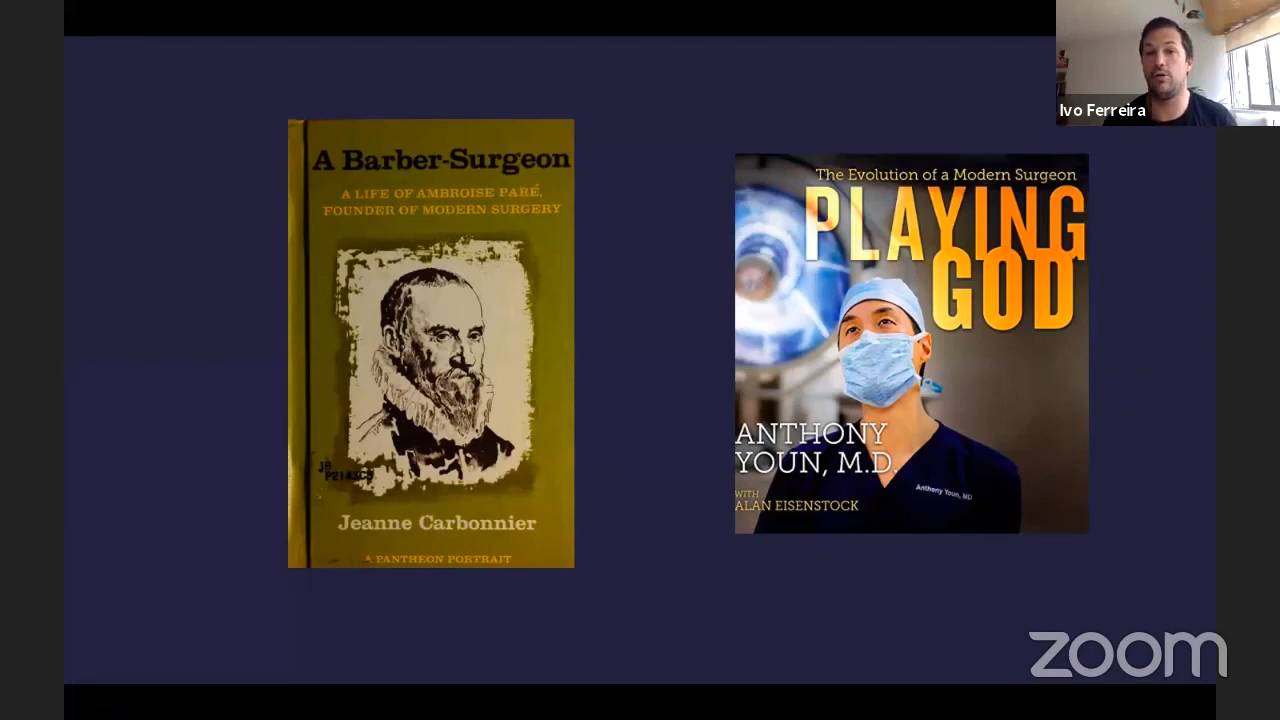 Ivo Ferreira
A Barber-Surgeon
A LIFE OF AMBROISE PARÉ,
FOUNDER OF MODERN SURGERY
Jeanne Carbonnier
A PANTHEON PORTRAIT
The Evolution of a Modern Surgeon
PLAYING
GOD
ANTHONY
YOUN, M.D.
WITH
ALAN EISENSTOCK
Anthony Youn, MD
zoom